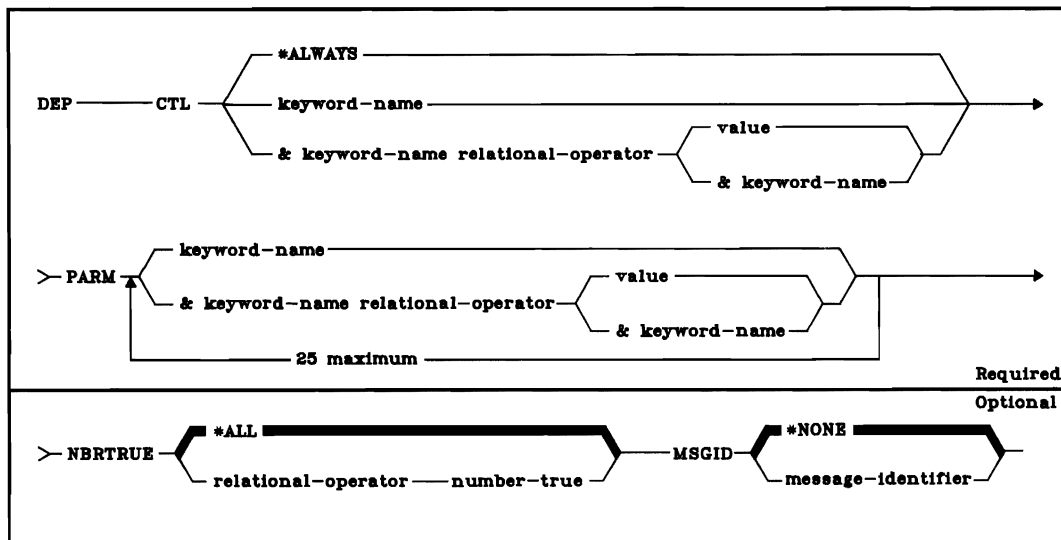 *ALWAYS
DEP CTL keyword-name
value
& keyword-name relational-operator
& keyword-name
keyword-name
PARM value
& keyword-name relational-operator
& keyword-name
25 maximum
Required
Optional
*ALL *NONE
NBRTRUE MSGID
relational-operator number-true message-identifier